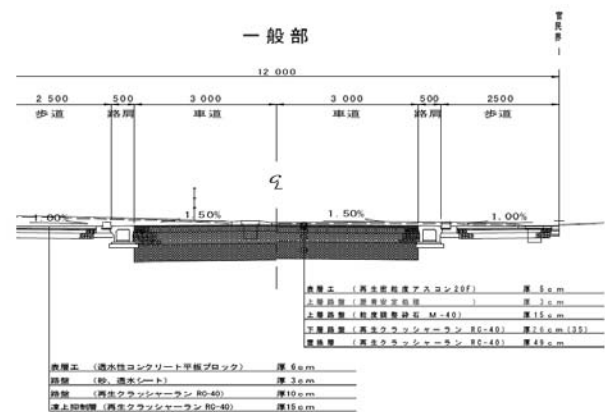 一般部
官民界
12 000
2 500 500 3 000 3 000 500 2500
歩道 路肩 車道 車道 路肩 歩道
1.00% 1.50% 1.50% 1.00%
表層工 (再生密粒度アスコン20F) 厚 5cm
上層路盤 (瀝青安定処理 ) 厚 3cm
上層路盤 (粒度調整砕石 M-40) 厚15cm
下層路盤 (再生クラッシャーラン RC-40) 厚26cm (35)
置換層 (再生クラッシャーラン RC-40) 厚49cm
表層工 (透水性コンクリート平板ブロック) 厚 6cm
路盤 (砂、透水シート) 厚 3cm
路盤 (再生クラッシャーラン RC-40) 厚10cm
凍上抑制層 (再生クラッシャーラン RC-40) 厚15cm